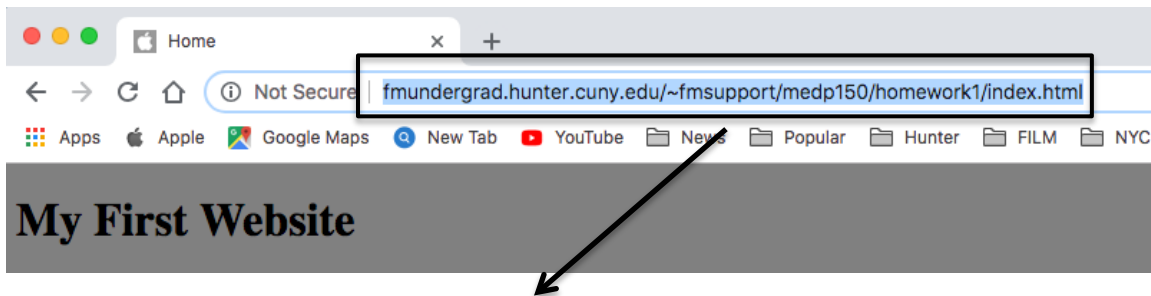 Home
Not Secure | fmundergrad.hunter.cuny.edu/~fmsupport/medp150/homework1/index.html
Apps Apple Google Maps New Tab YouTube News Popular Hunter FILM NYC
My First Website